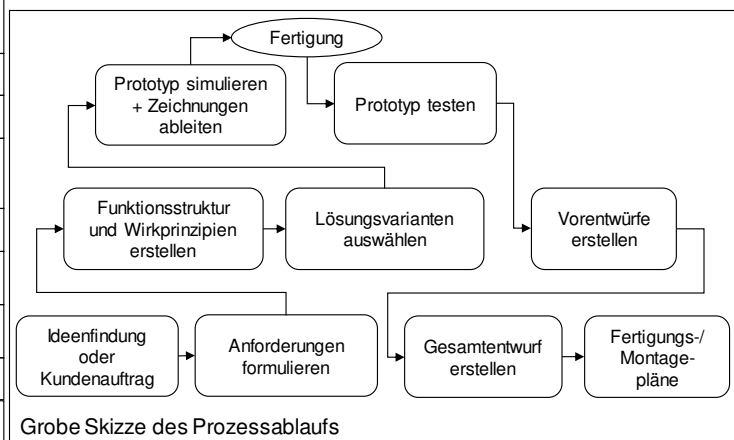 Fertigung
Prototyp simulieren
+ Zeichnungen
ableiten
Prototyp testen
Funktionsstruktur
und Wirkprinzipien
erstellen
Lösungsvarianten
auswählen
Vorentwürfe
erstellen
Ideenfindung
oder
Kundenauftrag
Anforderungen
formulieren
Gesamtentwurf
erstellen
Fertigungs-/
Montage-
pläne
Grobe Skizze des Prozessablaufs